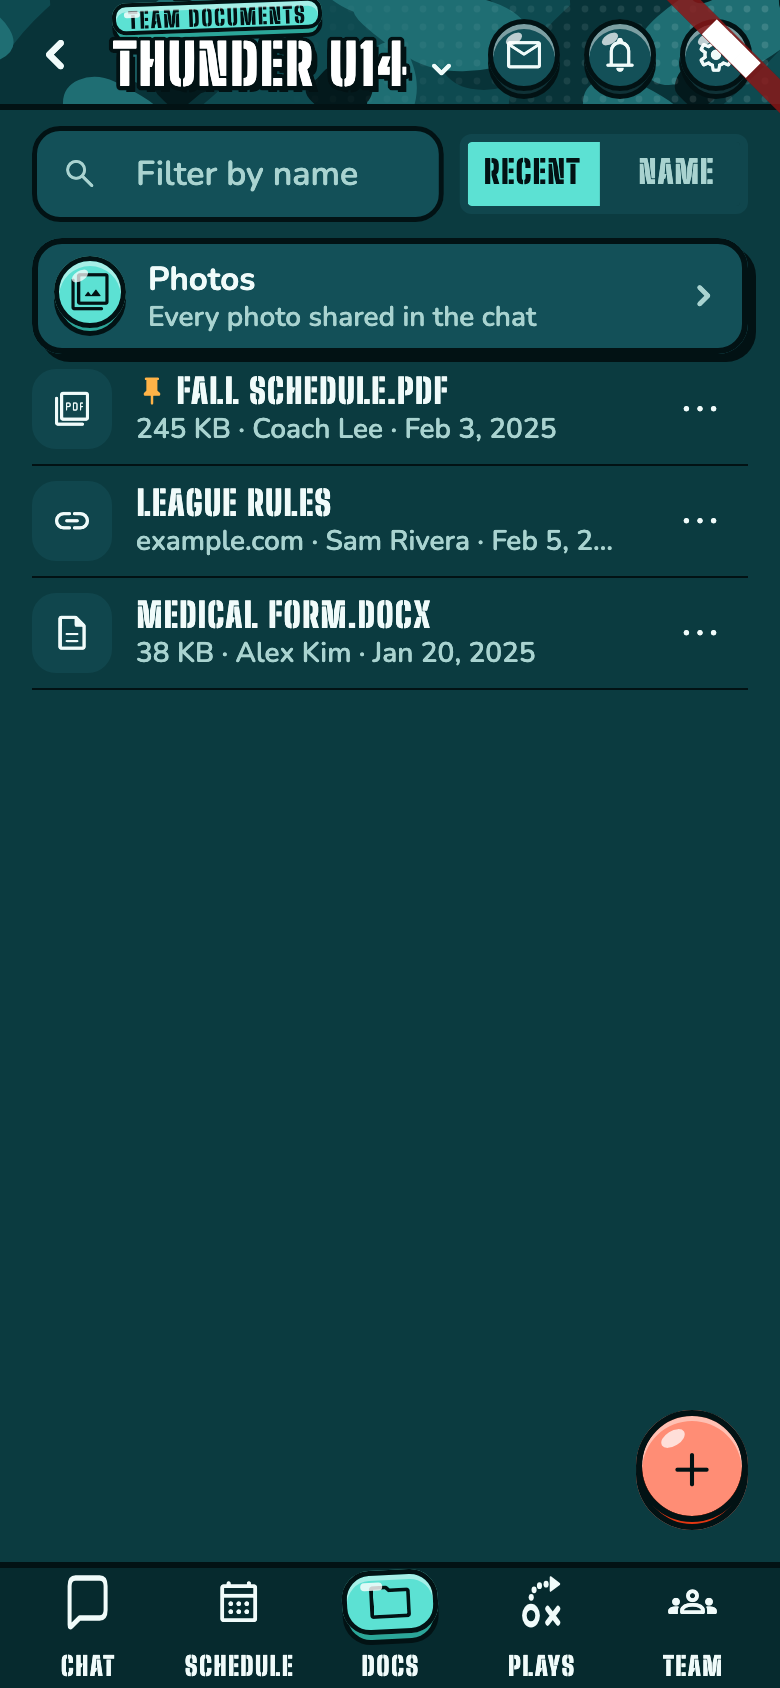 TEAM DOCUMENTS
THUNDER U14
Filter by name
RECENT
NAME
Photos
Every photo shared in the chat
FALL SCHEDULE.PDF
PDF
245 KB · Coach Lee · Feb 3, 2025
LEAGUE RULES
example.com · Sam Rivera · Feb 5, 2...
MEDICAL FORM.DOCX
38 KB · Alex Kim · Jan 20, 2025
CHAT
SCHEDULE
DOCS
PLAYS
TEAM